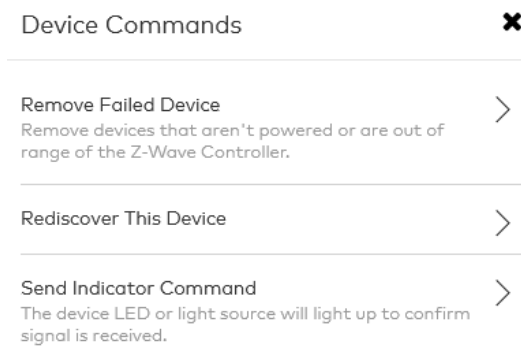 Device Commands
Remove Failed Device
Remove devices that aren't powered or are out of
range of the Z-Wave Controller.
Rediscover This Device
Send Indicator Command
The device LED or light source will light up to confirm
signal is received.